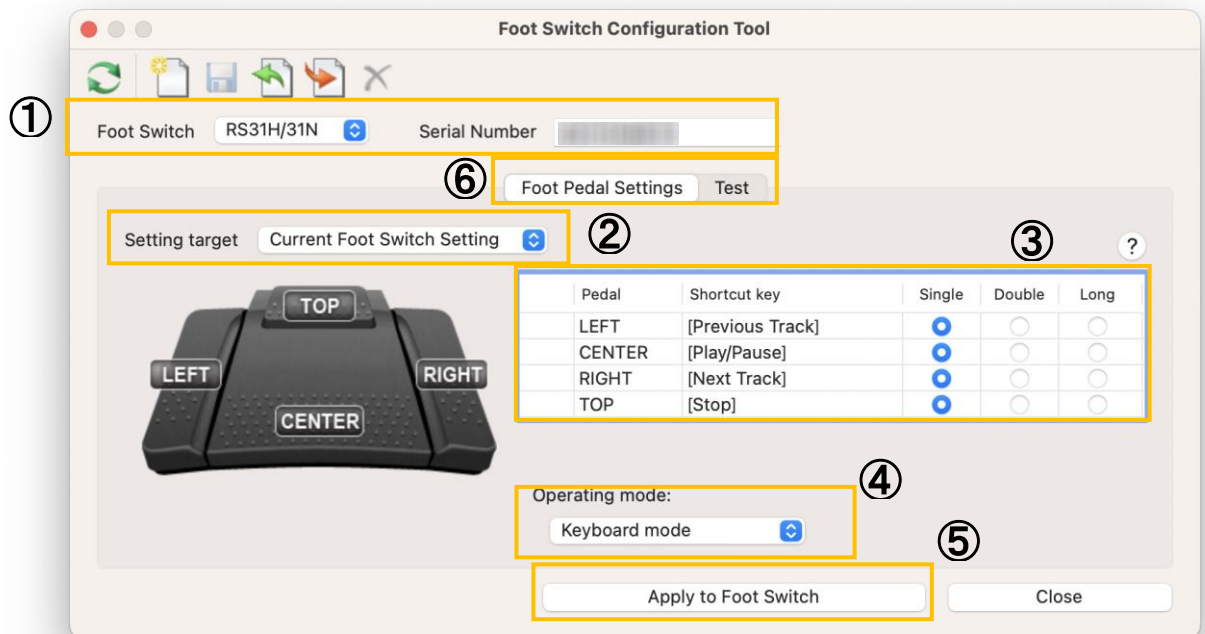 Foot Switch Configuration Tool
①
Foot Switch RS31H/31N Serial Number
⑥
Foot Pedal Settings Test
Setting target Current Foot Switch Setting
②
③
?
TOP
LEFT
RIGHT
CENTER
Pedal Shortcut key Single Double Long
LEFT [Previous Track]
CENTER [Play/Pause]
RIGHT [Next Track]
TOP [Stop]
④
Operating mode:
Keyboard mode
⑤
Apply to Foot Switch Close